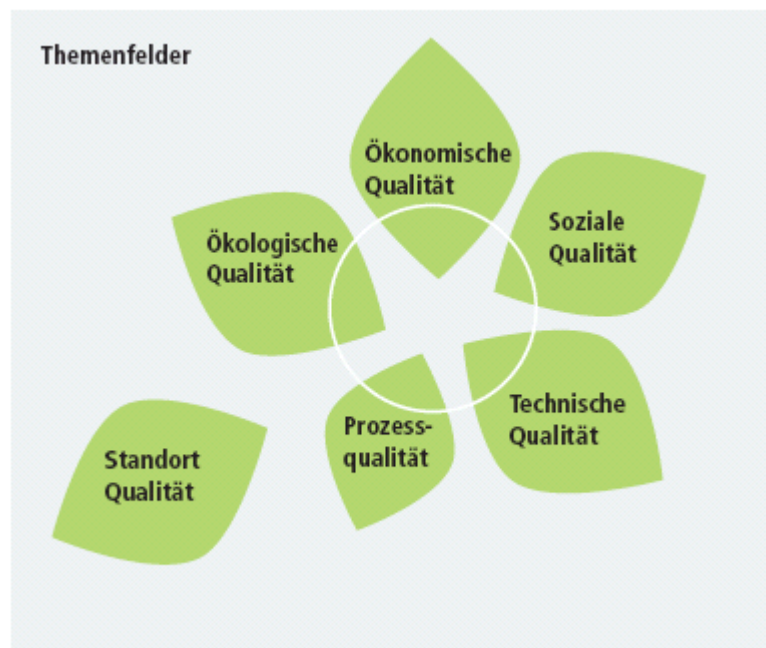 Themenfelder
Ökonomische
Qualität
Soziale
Qualität
Ökologische
Qualität
Technische
Qualität
Prozess-
qualität
Standort
Qualität